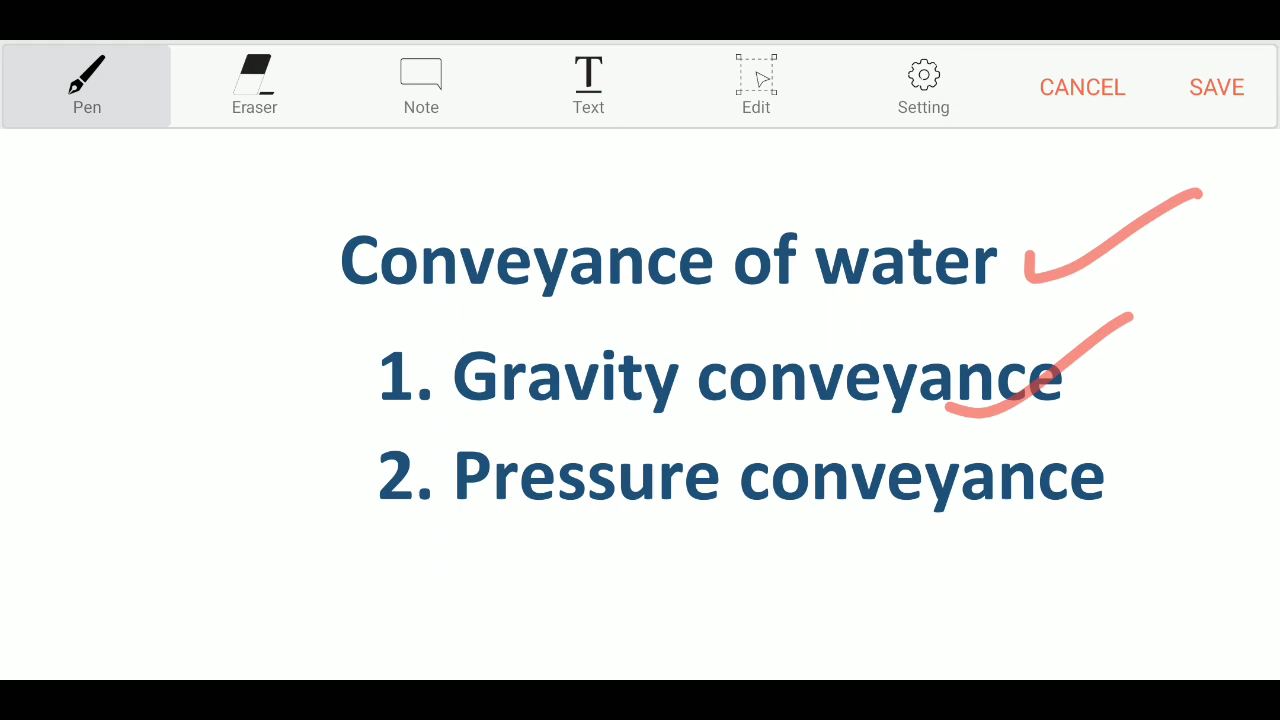 Pen Eraser Note Text Edit Setting CANCEL SAVE
Conveyance of water
1. Gravity conveyance
2. Pressure conveyance